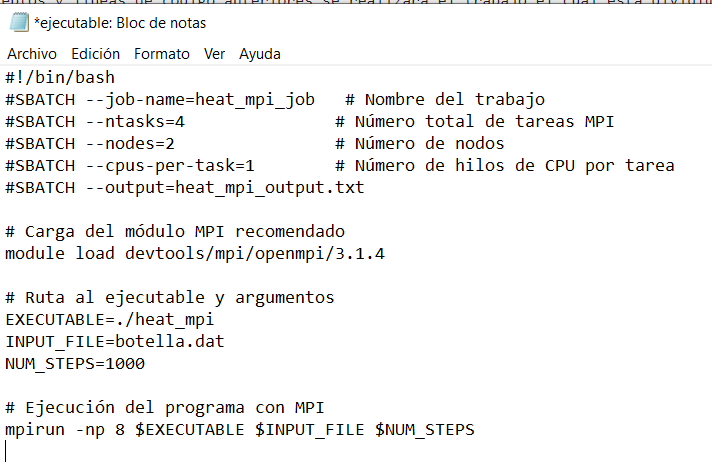 *ejecutable: Bloc de notas
Archivo Edición Formato Ver Ayuda
#!/bin/bash
#SBATCH --job-name=heat_mpi_job # Nombre del trabajo
#SBATCH --ntasks=4 # Número total de tareas MPI
#SBATCH --nodes=2 # Número de nodos
#SBATCH --cpus-per-task=1 # Número de hilos de CPU por tarea
#SBATCH --output=heat_mpi_output.txt
# Carga del módulo MPI recomendado
module load devtools/mpi/openmpi/3.1.4
# Ruta al ejecutable y argumentos
EXECUTABLE=./heat_mpi
INPUT_FILE=botella.dat
NUM_STEPS=1000
# Ejecución del programa con MPI
mpirun -np 8 $EXECUTABLE $INPUT_FILE $NUM_STEPS